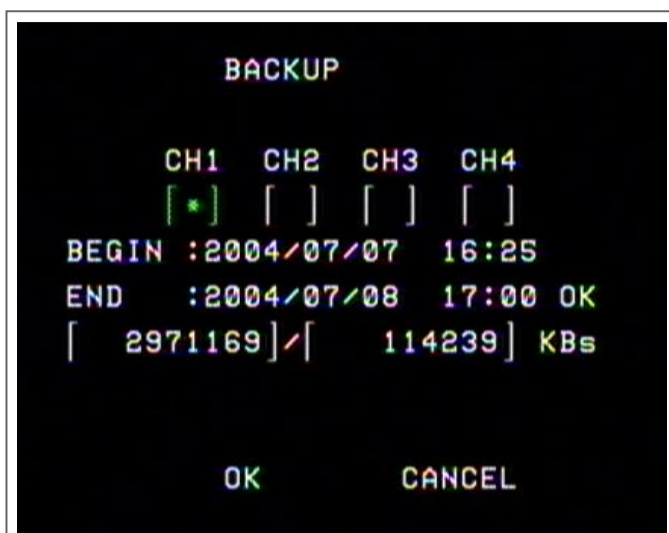 BACKUP
CH1 CH2 CH3 CH4
[*] [ ] [ ] [ ]
BEGIN :2004/07/07 16:25
END :2004/07/08 17:00 OK
[ 2971169]/[ 114239] KBs
OK CANCEL